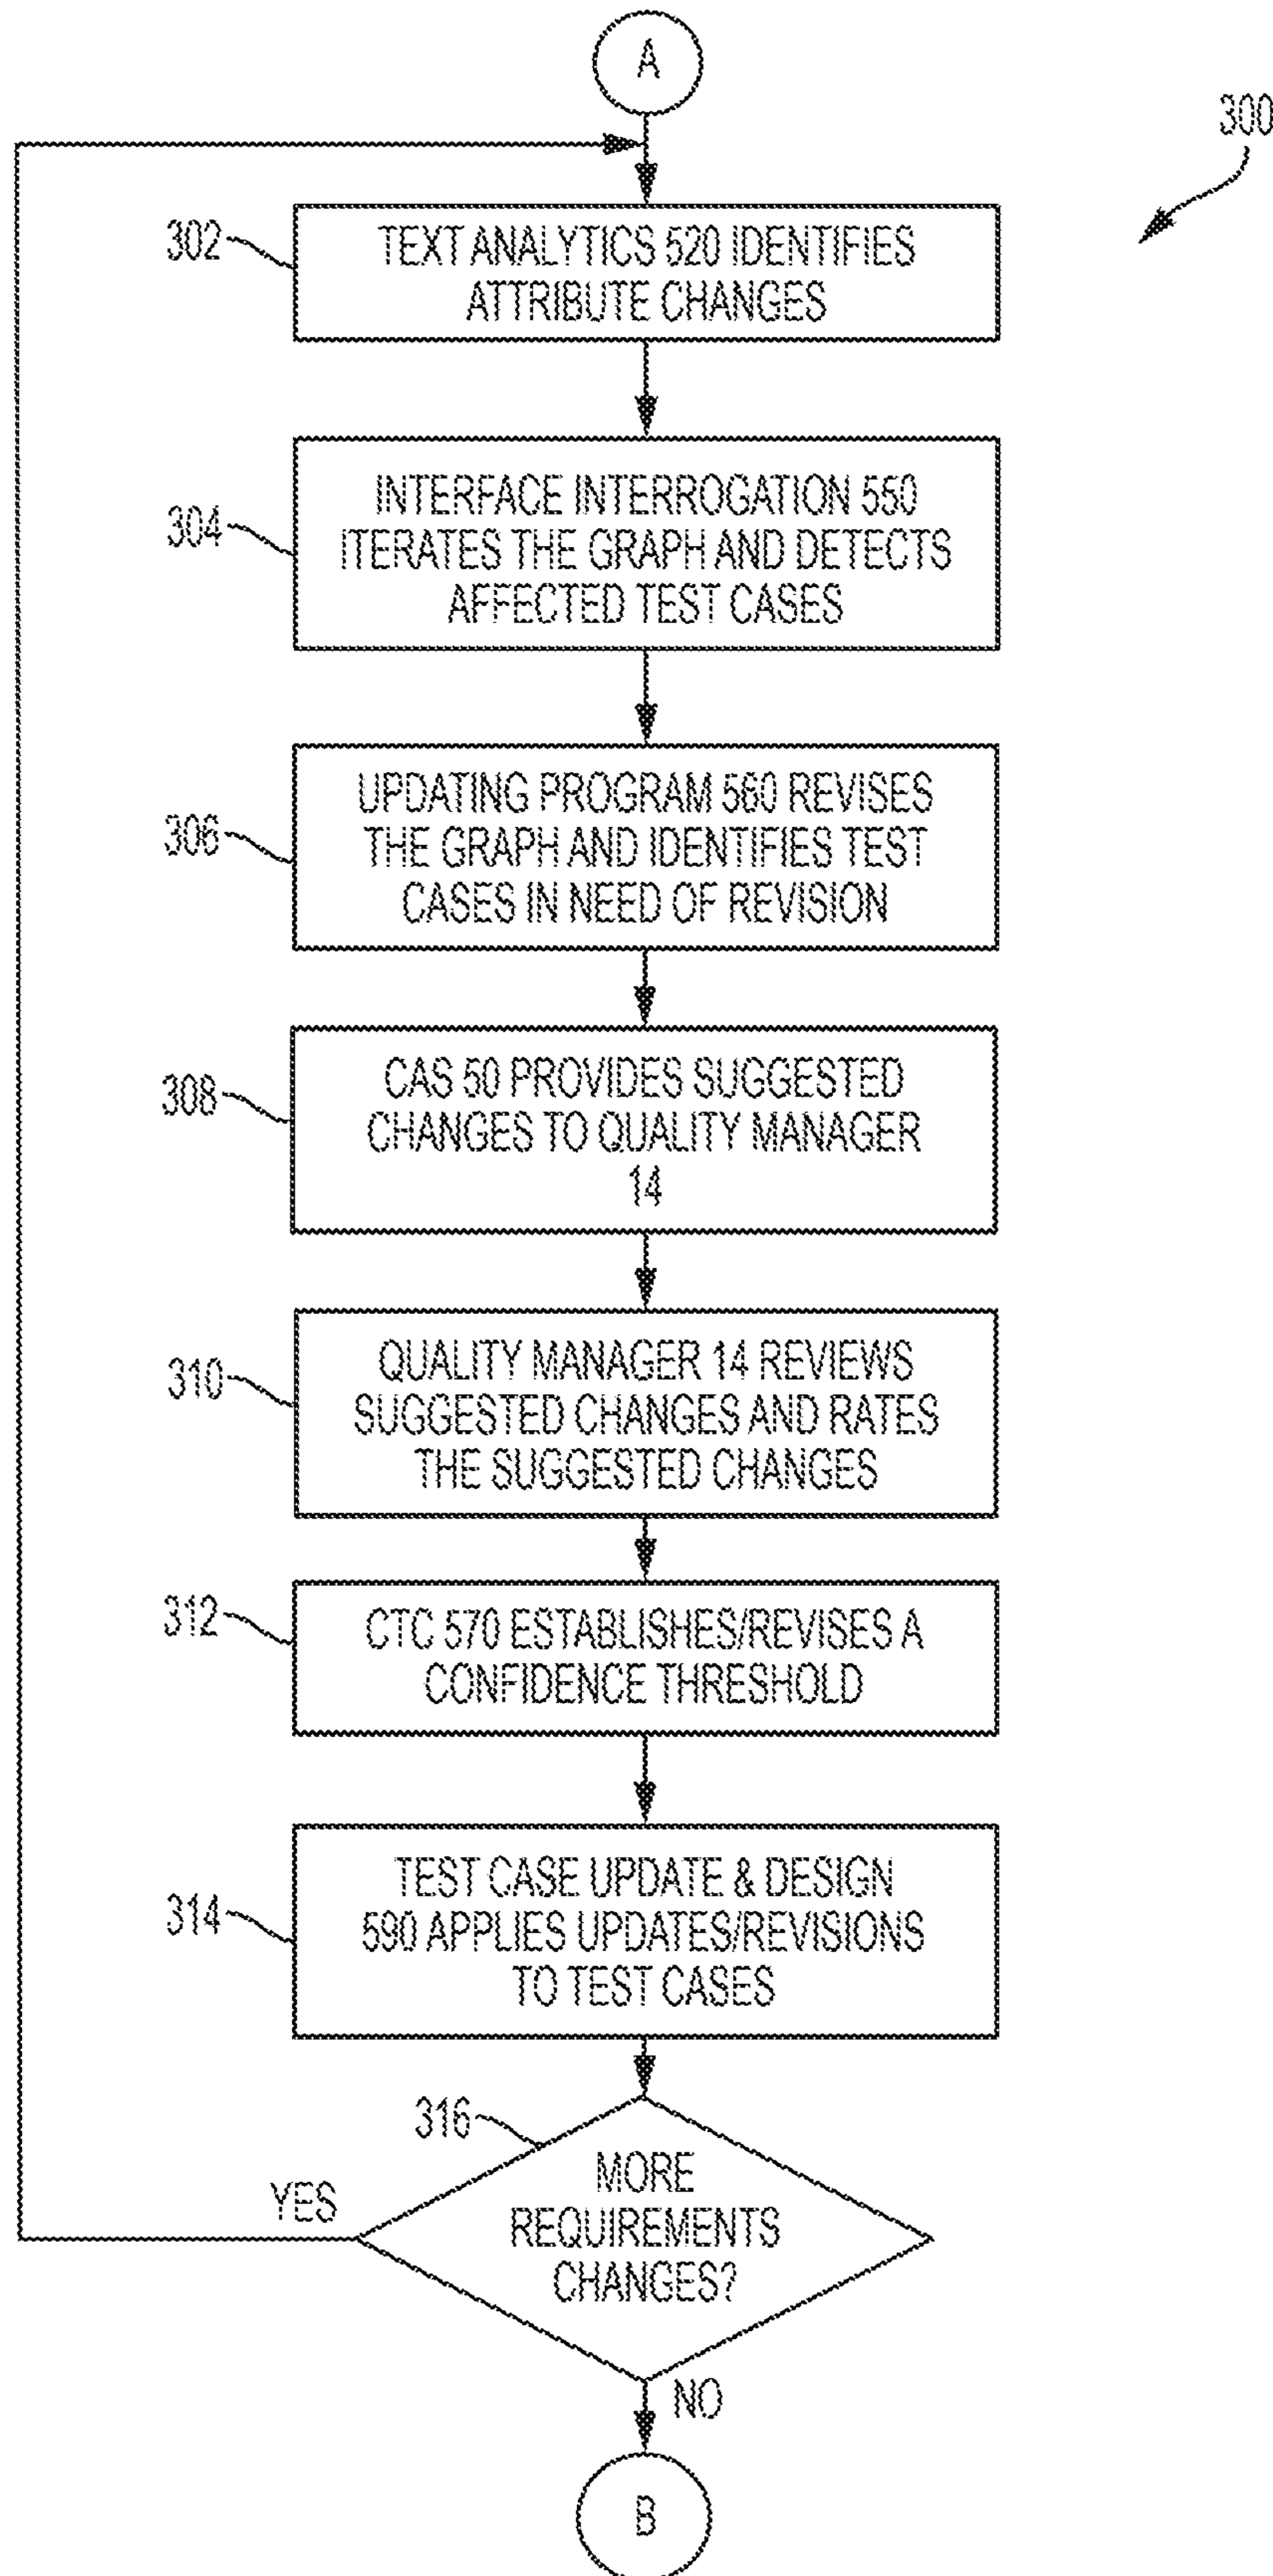 A
300
302
TEXT ANALYTICS 520 IDENTIFIES
ATTRIBUTE CHANGES
304
INTERFACE INTERROGATION 550
ITERATES THE GRAPH AND DETECTS
AFFECTED TEST CASES
306
UPDATING PROGRAM 560 REVISES
THE GRAPH AND IDENTIFIES TEST
CASES IN NEED OF REVISION
308
CAS 50 PROVIDES SUGGESTED
CHANGES TO QUALITY MANAGER
14
310
QUALITY MANAGER 14 REVIEWS
SUGGESTED CHANGES AND RATES
THE SUGGESTED CHANGES
312
CTC 570 ESTABLISHES/REVISES A
CONFIDENCE THRESHOLD
314
TEST CASE UPDATE & DESIGN
590 APPLIES UPDATES/REVISIONS
TO TEST CASES
316
MORE
REQUIREMENTS
CHANGES?
YES
NO
B